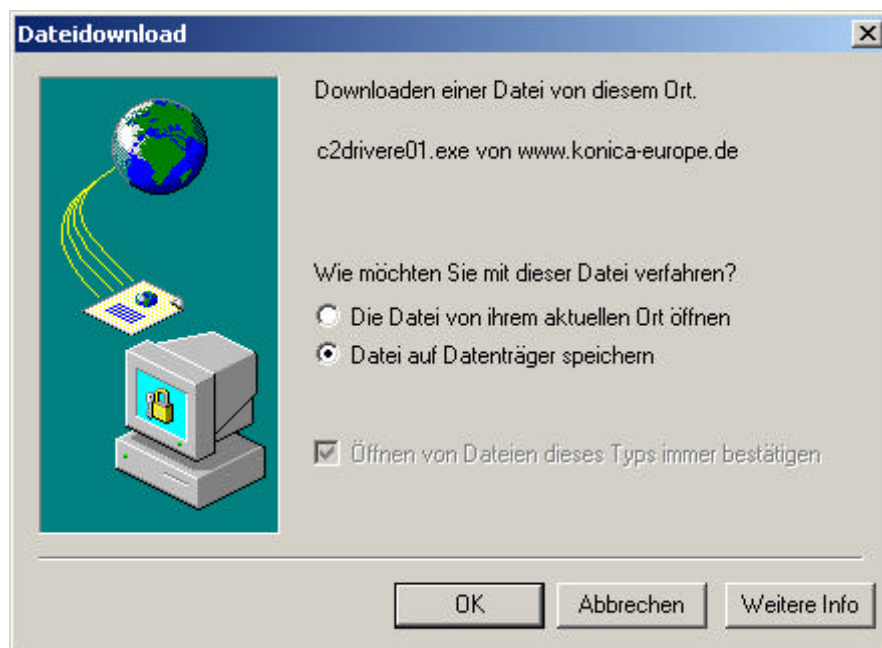 Dateidownload
Downloaden einer Datei von diesem Ort.
c2drivere01.exe von www.konica-europe.de
Wie möchten Sie mit dieser Datei verfahren?
Die Datei von ihrem aktuellen Ort öffnen
Datei auf Datenträger speichern
Öffnen von Dateien dieses Typs immer bestätigen
OK
Abbrechen
Weitere Info